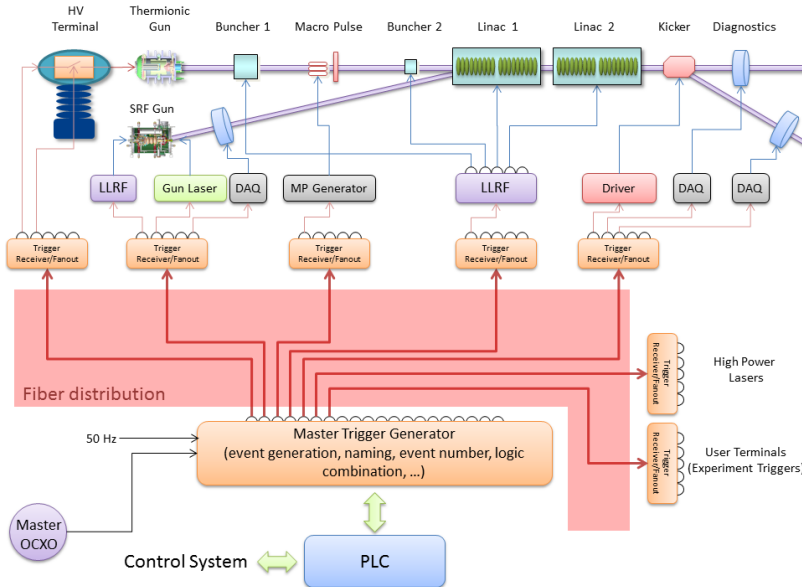 HV
Terminal
Thermionic
Gun
Buncher 1
Macro Pulse
Buncher 2
Linac 1
Linac 2
Kicker
Diagnostics
SRF Gun
LLRF
Gun Laser
DAQ
MP Generator
LLRF
Driver
DAQ
DAQ
Trigger
Receiver/Fanout
Trigger
Receiver/Fanout
Trigger
Receiver/Fanout
Trigger
Receiver/Fanout
Trigger
Receiver/Fanout
Fiber distribution
Trigger
Receiver/Fanout
High Power
Lasers
50 Hz
Master Trigger Generator
(event generation, naming, event number, logic
combination, ...)
Trigger
Receiver/Fanout
User Terminals
(Experiment Triggers)
Master
OCXO
Control System
PLC